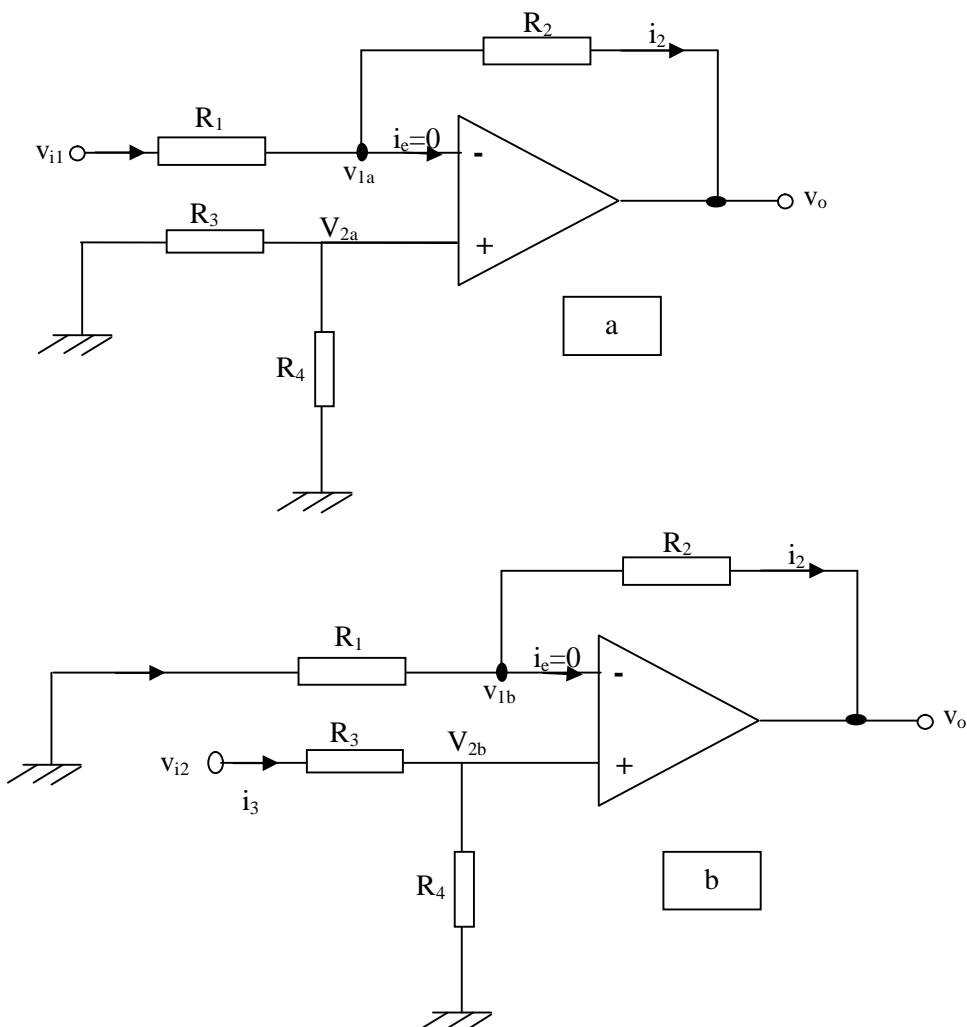 R₂ i₂
R₁
vᵢ₁ iₑ=0 -
v₁ₐ
vₒ
R₃
V₂ₐ
+
a
R₄
R₂ i₂
R₁
iₑ=0 -
v₁b
vₒ
R₃ V₂b
vᵢ₂ +
i₃
b
R₄